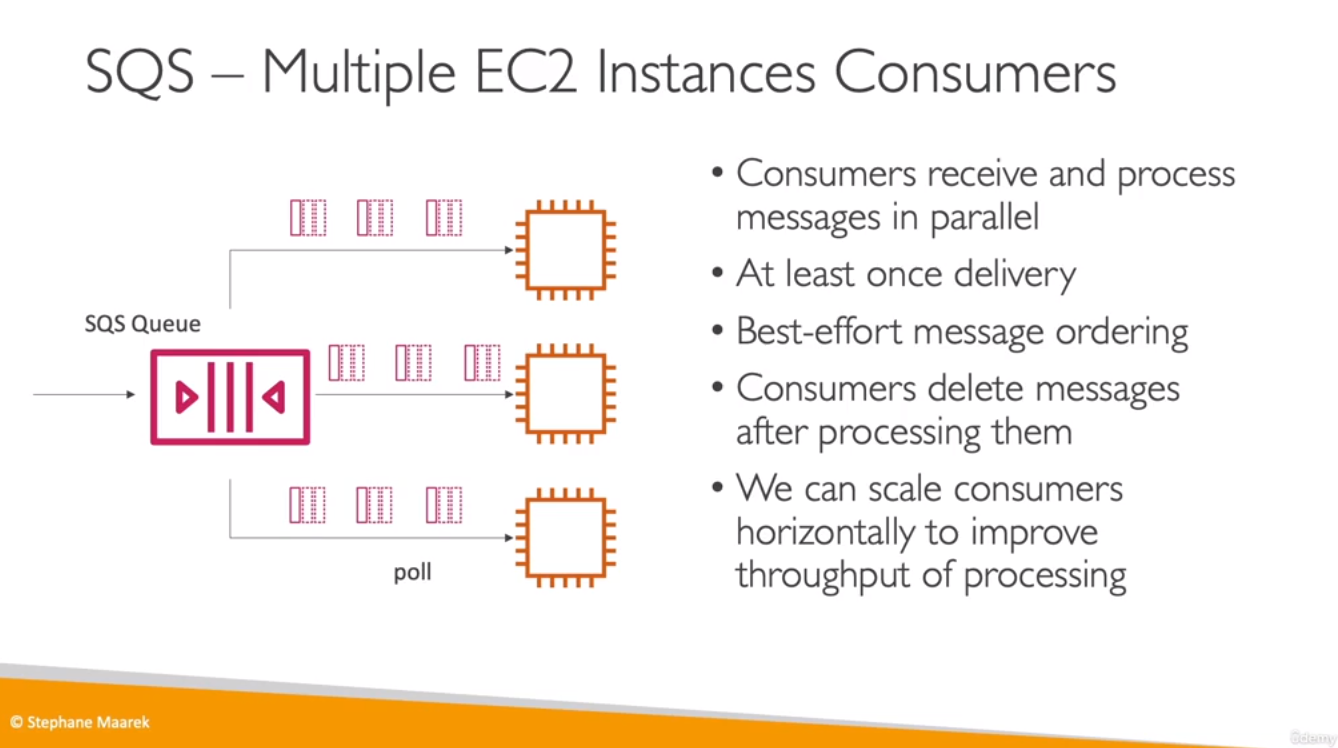 SQS – Multiple EC2 Instances Consumers
SQS Queue
poll
• Consumers receive and process
messages in parallel
• At least once delivery
• Best-effort message ordering
• Consumers delete messages
after processing them
• We can scale consumers
horizontally to improve
throughput of processing
© Stephane Maarek
ûdemy